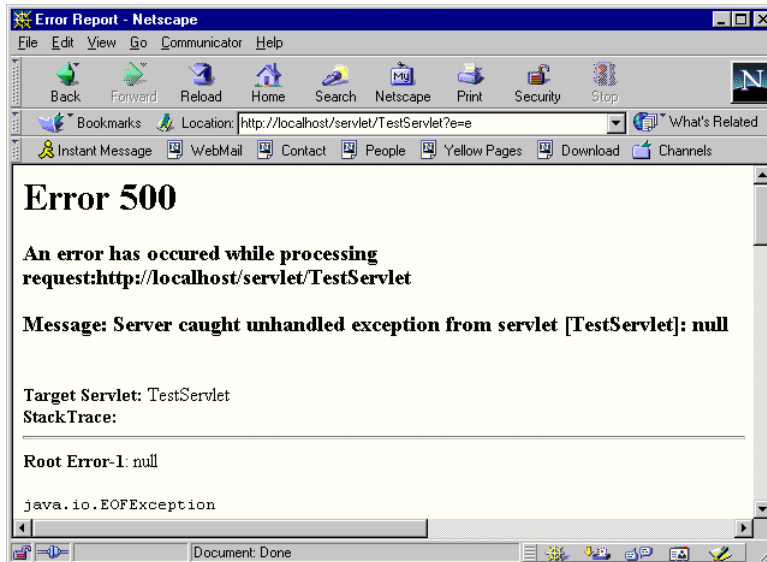 Error Report - Netscape
File Edit View Go Communicator Help
Back Forward Reload Home Search Netscape Print Security Stop
My
N
Bookmarks Location: http://localhost/servlet/TestServlet?e=e What's Related
Instant Message WebMail Contact People Yellow Pages Download Channels
Error 500
An error has occured while processing
request:http://localhost/servlet/TestServlet
Message: Server caught unhandled exception from servlet [TestServlet]: null
Target Servlet: TestServlet
StackTrace:
Root Error-1: null
java.io.EOFException
Document: Done